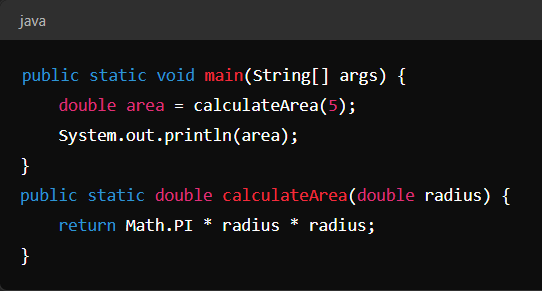 java
public static void main(String[] args) {
    double area = calculateArea(5);
    System.out.println(area);
}
public static double calculateArea(double radius) {
    return Math.PI * radius * radius;
}